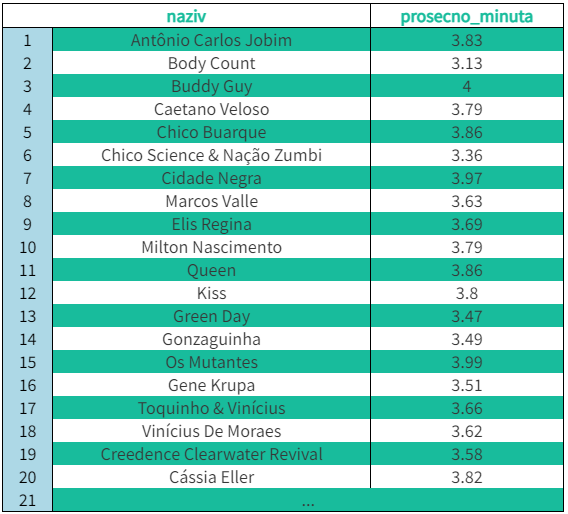 naziv prosecno_minuta
1 Antônio Carlos Jobim 3.83
2 Body Count 3.13
3 Buddy Guy 4
4 Caetano Veloso 3.79
5 Chico Buarque 3.86
6 Chico Science & Nação Zumbi 3.36
7 Cidade Negra 3.97
8 Marcos Valle 3.63
9 Elis Regina 3.69
10 Milton Nascimento 3.79
11 Queen 3.86
12 Kiss 3.8
13 Green Day 3.47
14 Gonzaguinha 3.49
15 Os Mutantes 3.99
16 Gene Krupa 3.51
17 Toquinho & Vinícius 3.66
18 Vinícius De Moraes 3.62
19 Creedence Clearwater Revival 3.58
20 Cássia Eller 3.82
21 ...